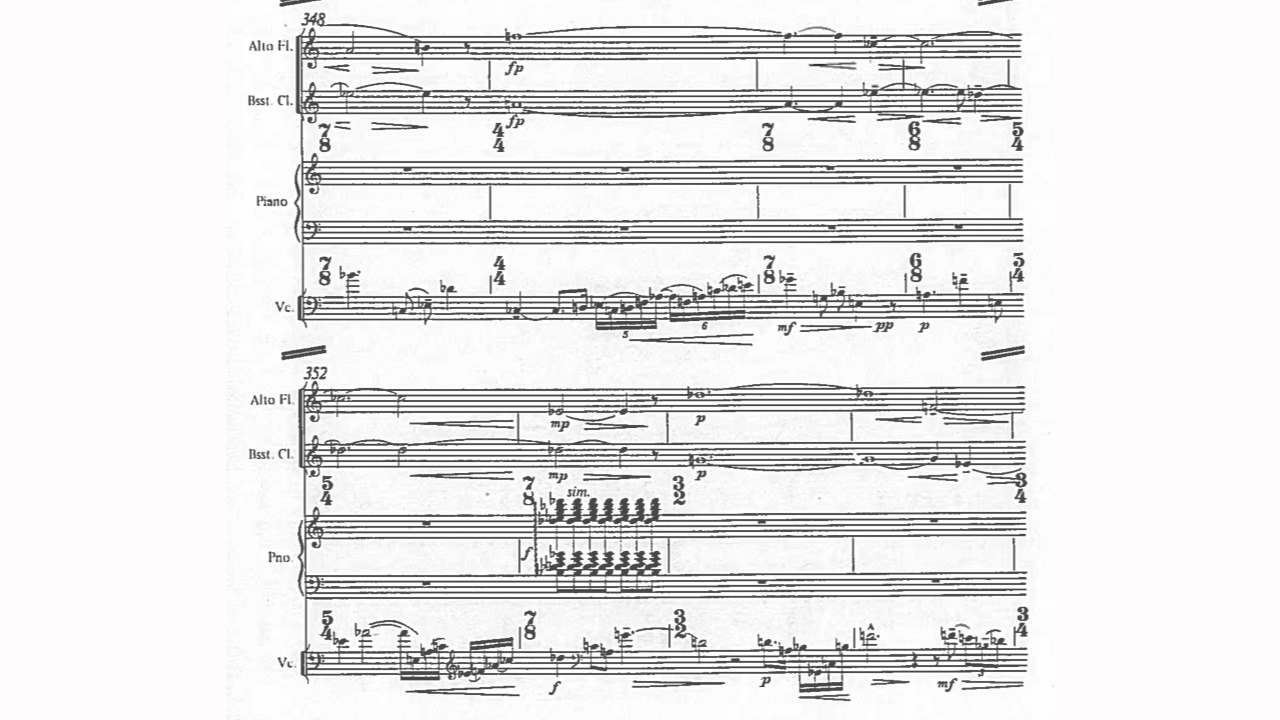 348
Alto Fl.
fp
Bsst. Cl.
fp
7 8 4 4 7 8 6 8 5 4
Piano
7 8 4 4 7 8 6 8 5 4
Vc.
5 6 mf pp p
352
Alto Fl.
mp p
Bsst. Cl.
mp p
5 4 7 8 sim. 3 2 3 4
Pno.
f
5 4 7 8 3 2 3 4
Vc.
f p mf 3